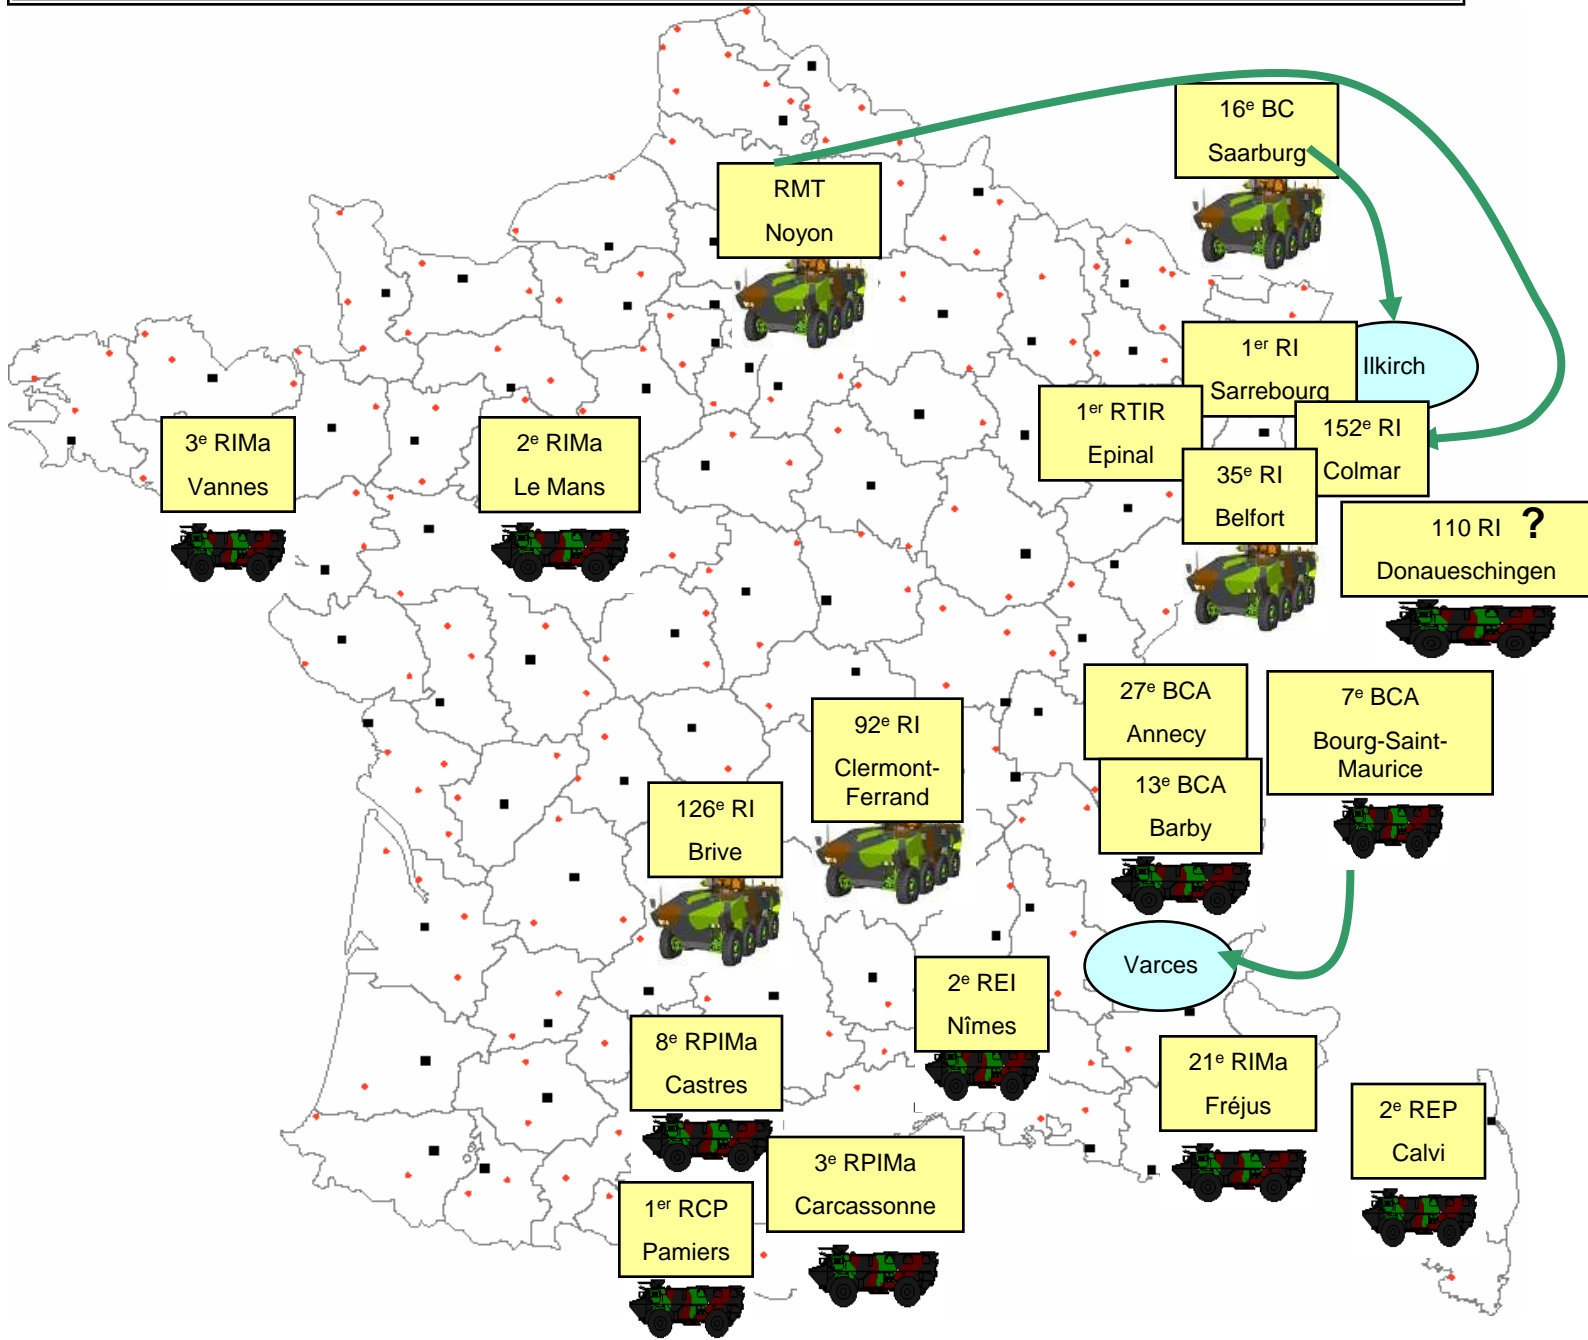 16e BC
Saarburg
RMT
Noyon
1er RI
Sarrebourg
Ilkirch
1er RTIR
Epinal
152e RI
Colmar
35e RI
Belfort
3e RIMa
Vannes
2e RIMa
Le Mans
110 RI ?
Donaueschingen
27e BCA
Annecy
7e BCA
Bourg-Saint-
Maurice
92e RI
Clermont-
Ferrand
13e BCA
Barby
126e RI
Brive
Varces
2e REI
Nîmes
8e RPIMa
Castres
21e RIMa
Fréjus
2e REP
Calvi
3e RPIMa
Carcassonne
1er RCP
Pamiers